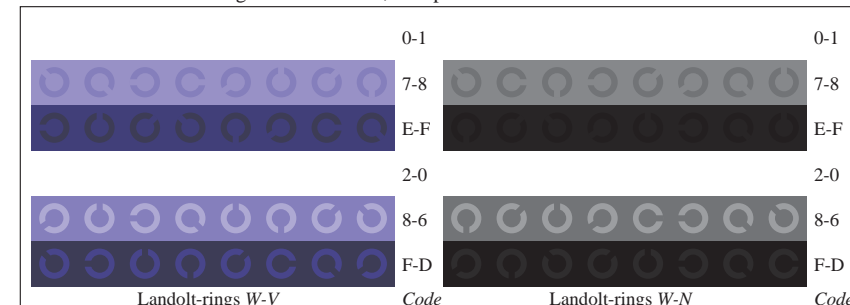 0-1 0-1
7-8 7-8
E-F E-F
2-0 2-0
8-6 8-6
F-D F-D
Landolt-rings W-V Code Landolt-rings W-N Code